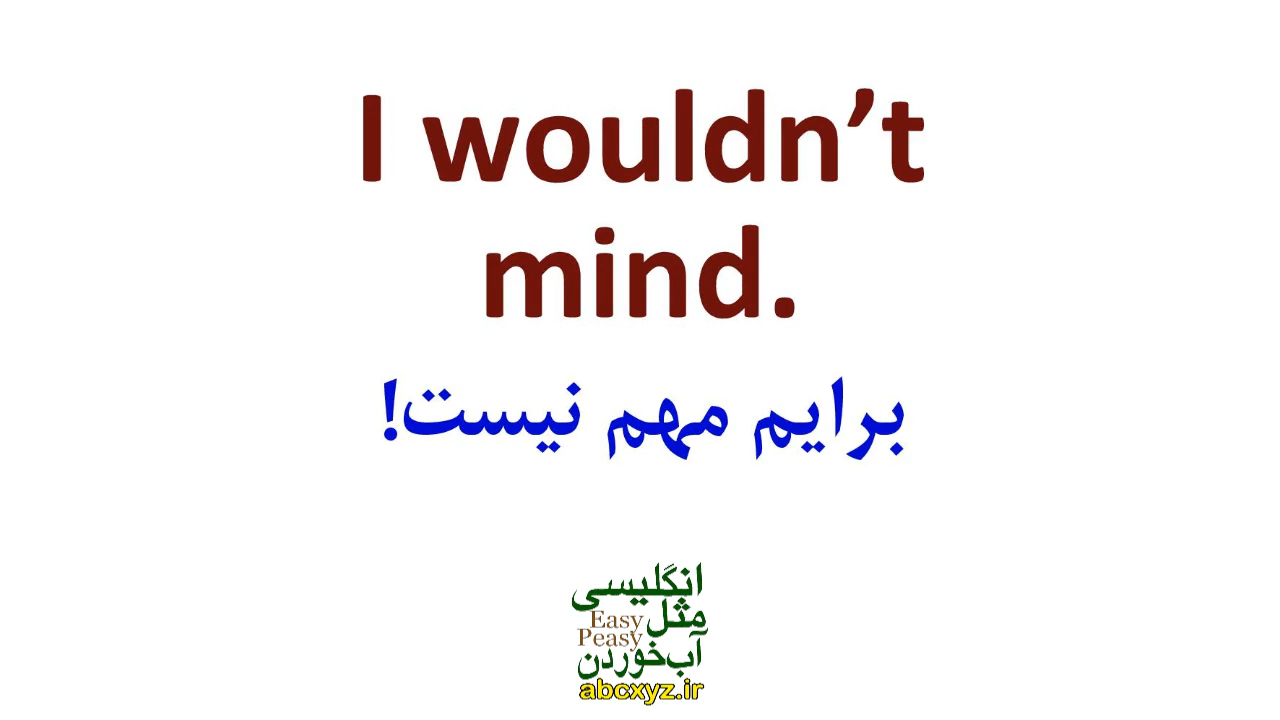 I wouldn’t
mind.
برایم مهم نیست!
انگلیسی
مثل
Easy
Peasy
آب‌خوردن
abcxyz.ir